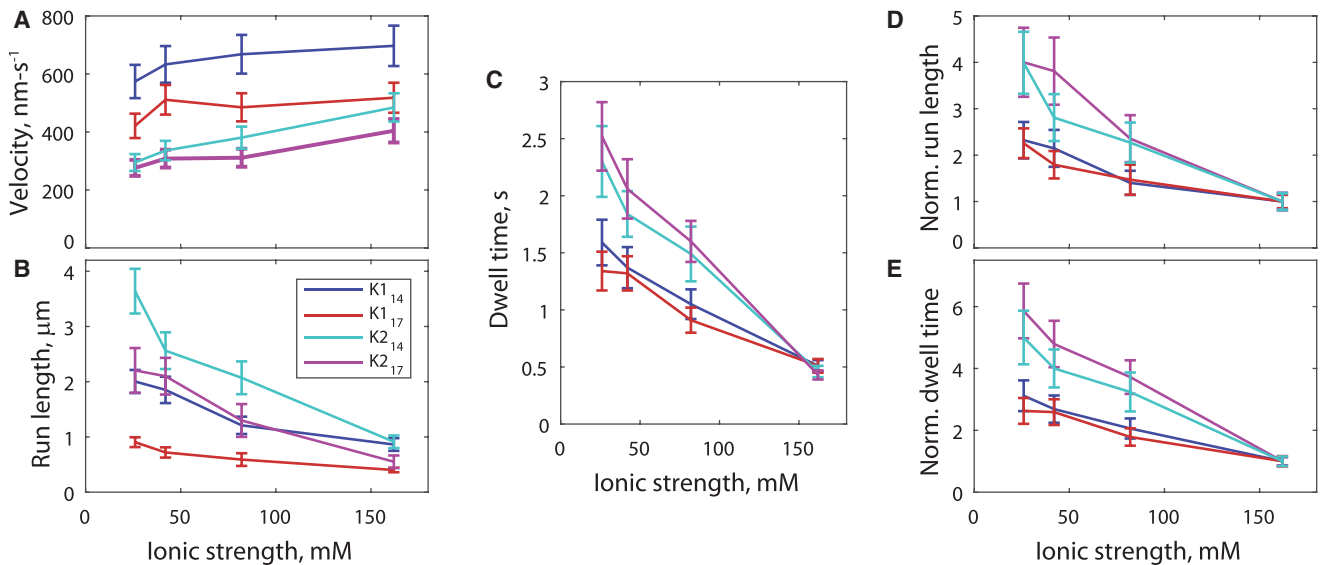 A
800
600
400
200
0
Velocity, nm-s⁻¹
B
4
3
2
1
0
Run length, μm
K1₁₄
K1₁₇
K2₁₄
K2₁₇
0 50 100 150
Ionic strength, mM
C
3
2.5
2
1.5
1
0.5
0
Dwell time, s
0 50 100 150
Ionic strength, mM
D
5
4
3
2
1
0
Norm. run length
E
6
4
2
0
Norm. dwell time
0 50 100 150
Ionic strength, mM